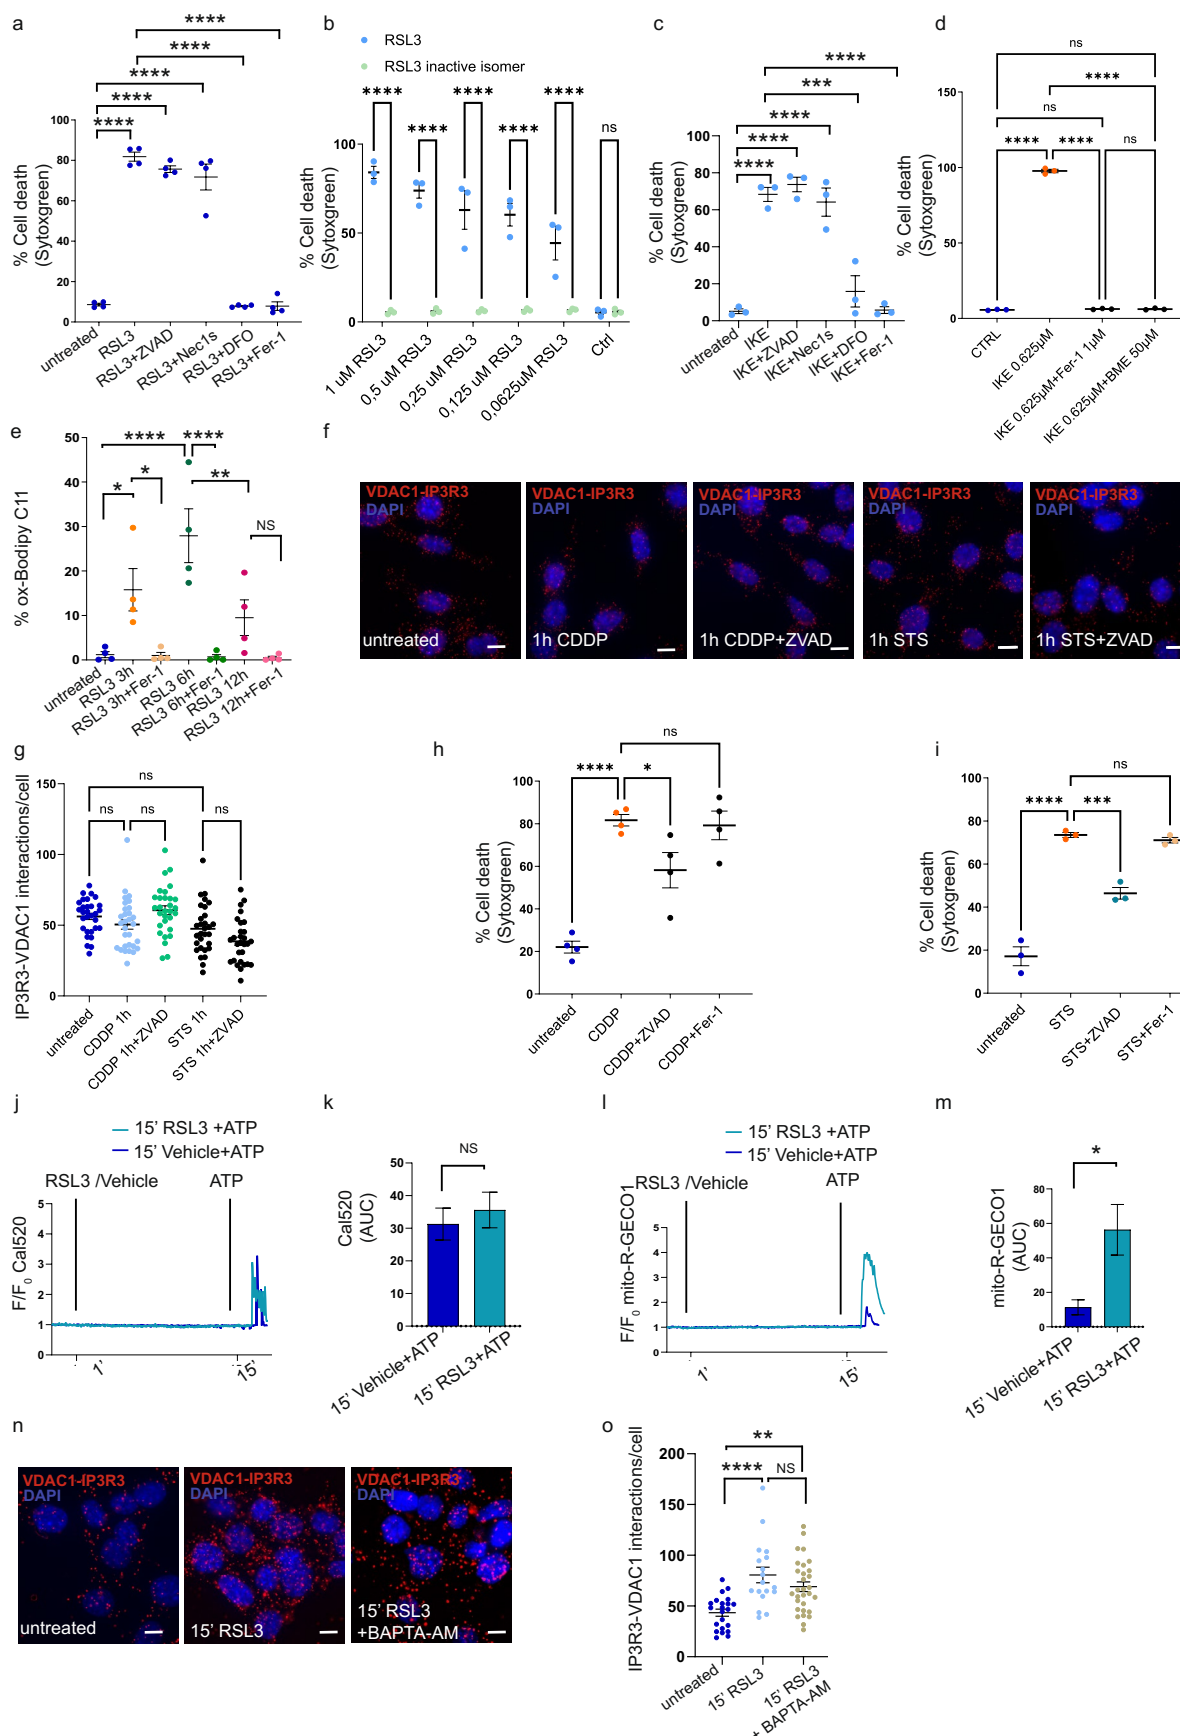 a
****
****
****
****
****
% Cell death
(Sytoxgreen)
100
80
60
40
20
0
untreated
RSL3
RSL3+ZVAD
RSL3+Nec1s
RSL3+DFO
RSL3+Fer-1
b
RSL3
RSL3 inactive isomer
****
****
****
****
****
ns
% Cell death
(Sytoxgreen)
100
50
0
1 uM RSL3
0,5 uM RSL3
0,25 uM RSL3
0,125 uM RSL3
0,0625uM RSL3
Ctrl
c
****
***
****
****
****
% Cell death
(Sytoxgreen)
100
80
60
40
20
0
untreated
IKE
IKE+ZVAD
IKE+Nec1s
IKE+DFO
IKE+Fer-1
d
ns
****
ns
****
****
ns
% Cell death
(Sytoxgreen)
150
100
50
0
CTRL
IKE 0.625µM
IKE 0.625µM+Fer-1 1µM
IKE 0.625µM+BME 50µM
e
****
****
*
*
**
NS
% ox-Bodipy C11
50
40
30
20
10
0
untreated
RSL3 3h
RSL3 3h+Fer-1
RSL3 6h
RSL3 6h+Fer-1
RSL3 12h
RSL3 12h+Fer-1
f
VDAC1-IP3R3
DAPI
untreated
VDAC1-IP3R3
DAPI
1h CDDP
VDAC1-IP3R3
DAPI
1h CDDP+ZVAD
VDAC1-IP3R3
DAPI
1h STS
VDAC1-IP3R3
DAPI
1h STS+ZVAD
g
ns
ns
ns
ns
IP3R3-VDAC1 interactions/cell
150
100
50
0
untreated
CDDP 1h
CDDP 1h+ZVAD
STS 1h
STS 1h+ZVAD
h
ns
****
*
% Cell death
(Sytoxgreen)
100
80
60
40
20
0
untreated
CDDP
CDDP+ZVAD
CDDP+Fer-1
i
ns
****
***
% Cell death
(Sytoxgreen)
100
80
60
40
20
0
untreated
STS
STS+ZVAD
STS+Fer-1
j
15' RSL3 +ATP
15' Vehicle+ATP
RSL3 /Vehicle
ATP
F/F0 Cal520
5
4
3
2
1
0
1'
15'
k
NS
Cal520
(AUC)
50
40
30
20
10
0
15' Vehicle+ATP
15' RSL3+ATP
l
15' RSL3 +ATP
15' Vehicle+ATP
RSL3 /Vehicle
ATP
F/F0 mito-R-GECO1
5
4
3
2
1
0
1'
15'
m
*
mito-R-GECO1
(AUC)
80
60
40
20
0
15' Vehicle+ATP
15' RSL3+ATP
n
VDAC1-IP3R3
DAPI
untreated
VDAC1-IP3R3
DAPI
15' RSL3
VDAC1-IP3R3
DAPI
15' RSL3
+BAPTA-AM
o
**
****
NS
IP3R3-VDAC1 interactions/cell
200
150
100
50
0
untreated
15' RSL3
15' RSL3
+ BAPTA-AM